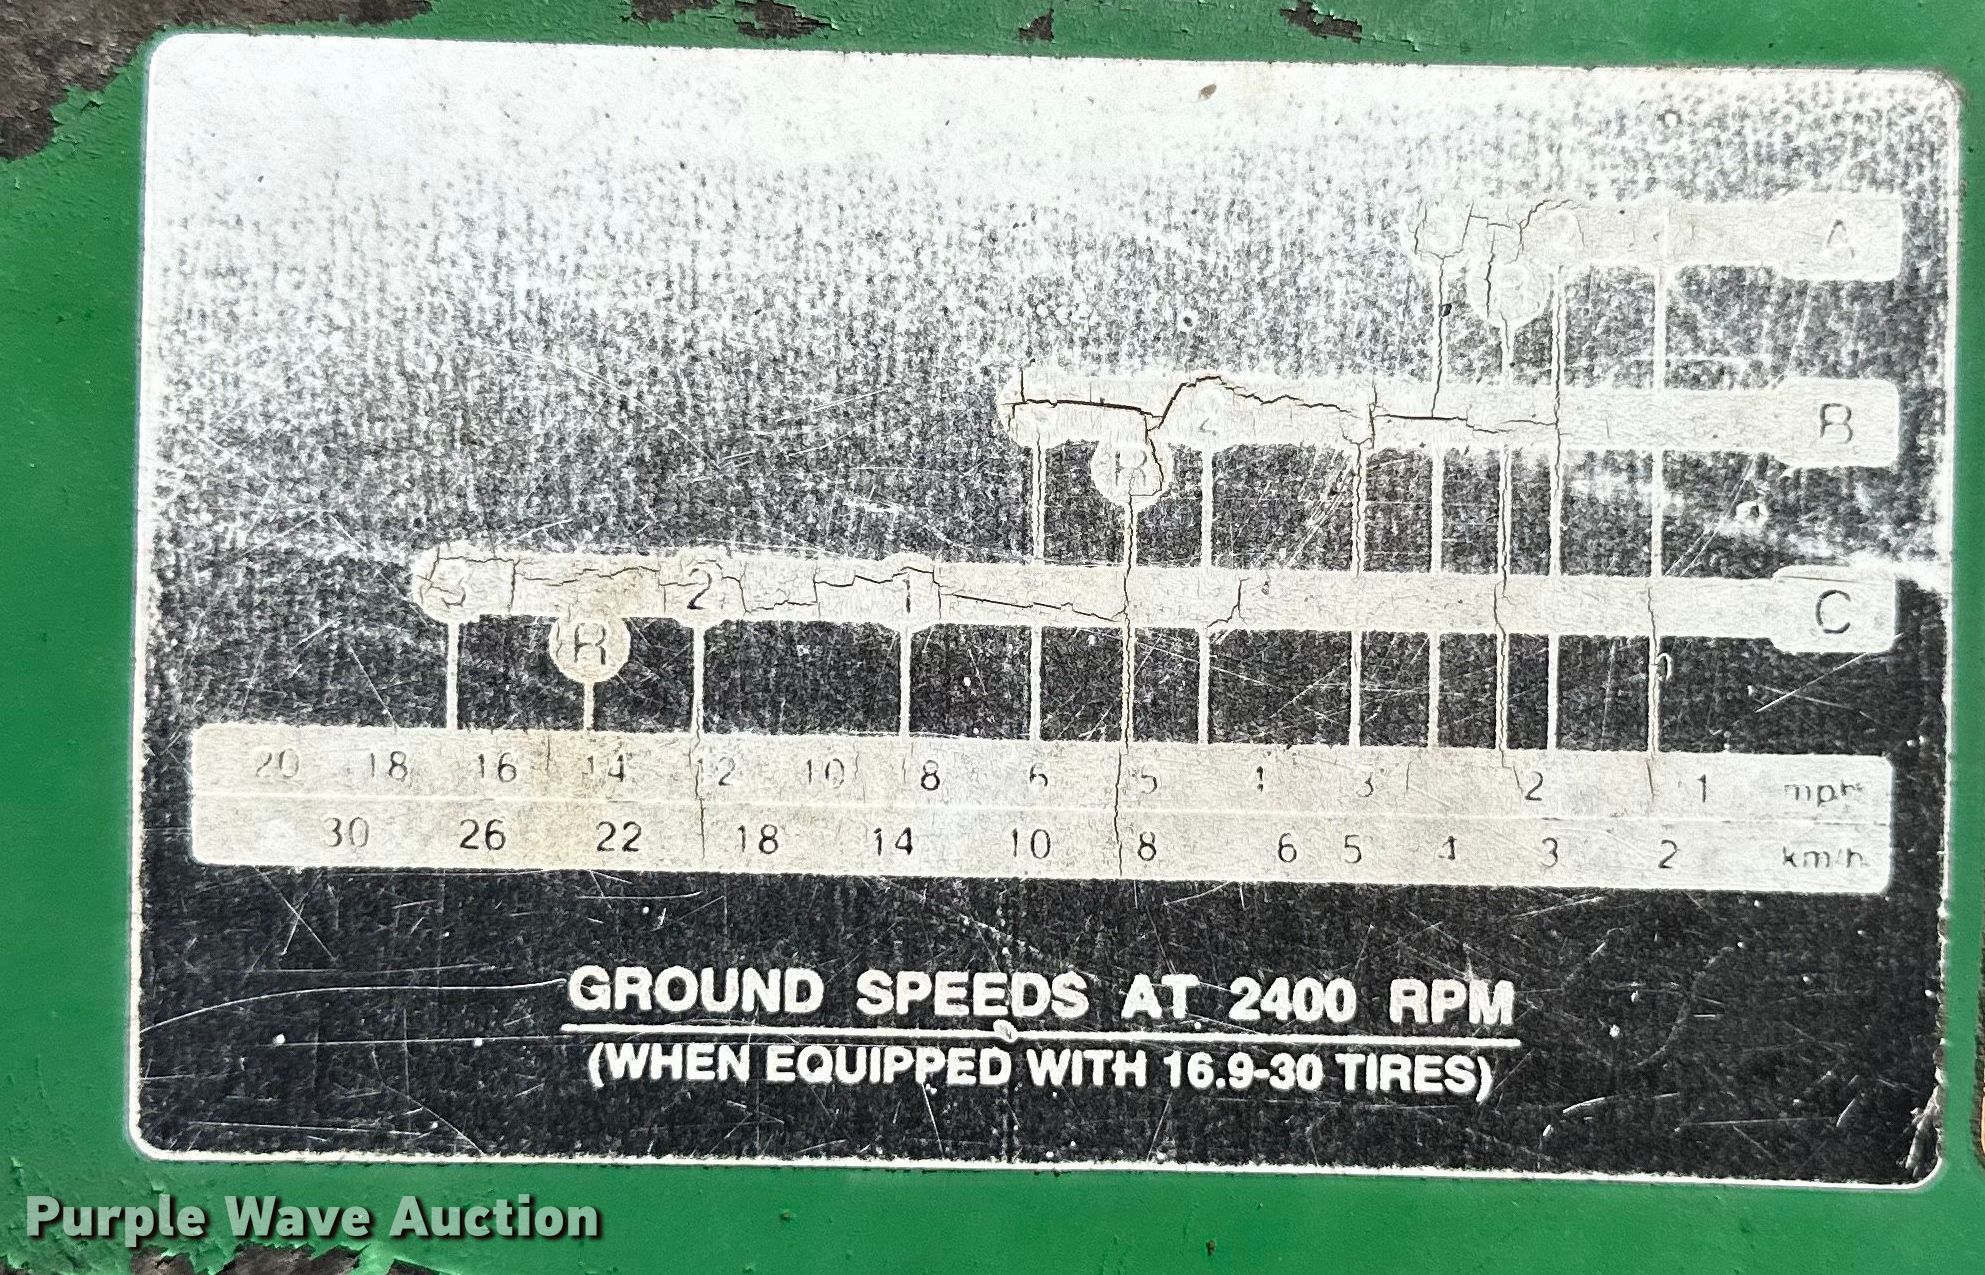 A
B
2
R
C
3 2 1
R
20 18 16 14 12 10 8 6 5 4 3 2 1 mph
30 26 22 18 14 10 8 6 5 4 3 2 km/h
GROUND SPEEDS AT 2400 RPM
(WHEN EQUIPPED WITH 16.9-30 TIRES)
Purple Wave Auction